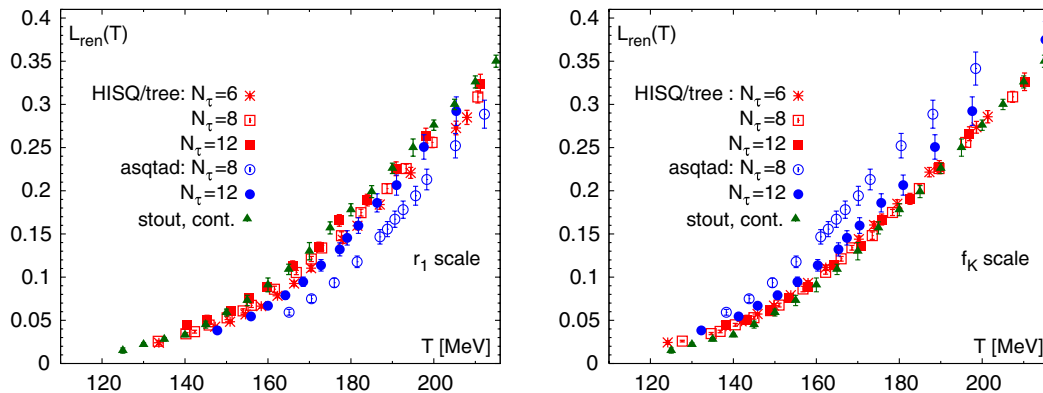 L_ren(T)
0.4
0.35
0.3
0.25
0.2
0.15
0.1
0.05
0
HISQ/tree: N_τ=6
N_τ=8
N_τ=12
asqtad: N_τ=8
N_τ=12
stout, cont.
r_1 scale
T [MeV]
120 140 160 180 200
L_ren(T)
0.4
0.35
0.3
0.25
0.2
0.15
0.1
0.05
0
HISQ/tree : N_τ=6
N_τ=8
N_τ=12
asqtad: N_τ=8
N_τ=12
stout, cont.
f_K scale
T [MeV]
120 140 160 180 200